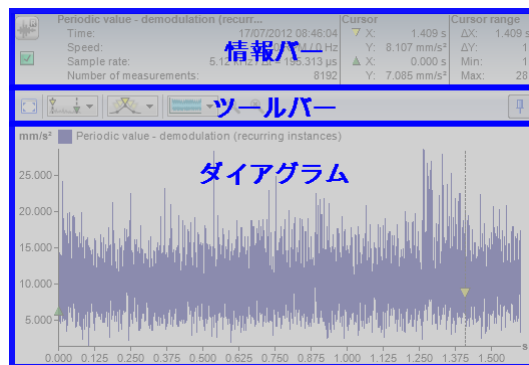 Periodic value - demodulation (recurr...
Time: 17/07/2012 08:46:04
Speed: / 0 Hz
Sample rate: 5.12 µs
Number of measurements: 8192
Cursor
X: 1.409 s
Y: 8.107 mm/s²
X: 0.000 s
Y: 7.085 mm/s²
Cursor range
ΔX: 1.409 s
ΔY: 1
Min: 1
Max: 28
情報バー
ツールバー
mm/s² Periodic value - demodulation (recurring instances)
ダイアグラム
25.000
20.000
15.000
10.000
5.000
0.000 0.125 0.250 0.375 0.500 0.625 0.750 0.875 1.000 1.125 1.250 1.375 1.500 s